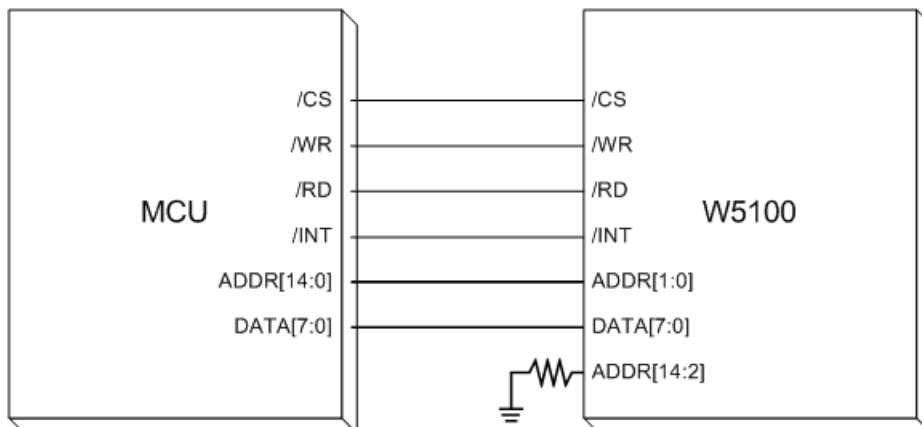 /CS
/WR
/RD
/INT
ADDR[14:0]
DATA[7:0]
MCU
/CS
/WR
/RD
/INT
ADDR[1:0]
DATA[7:0]
ADDR[14:2]
W5100